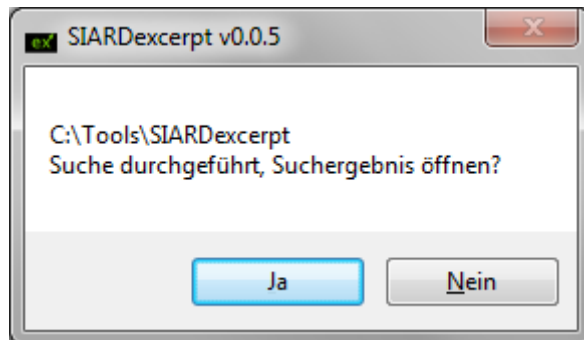 SIARDexcerpt v0.0.5
C:\Tools\SIARDexcerpt
Suche durchgeführt, Suchergebnis öffnen?
Ja
Nein